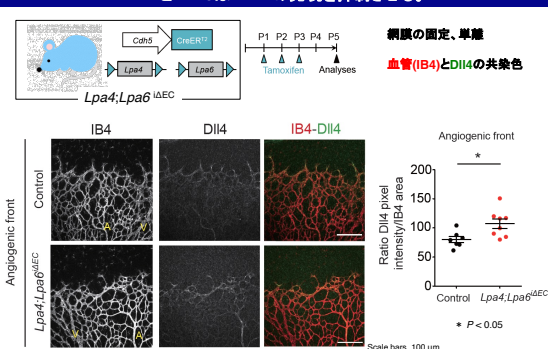 Cdh5
CreERT2
Lpa4
Lpa6
Lpa4;Lpa6 iΔEC
P1 P2 P3 P4 P5
Tamoxifen
Analyses
網膜の固定、単離
血管(IB4)とDll4の共染色
IB4
Dll4
IB4-Dll4
Angiogenic front
Control
A
V
Lpa4;Lpa6iΔEC
V
A
Scale bars, 100 µm
Angiogenic front
*
Ratio Dll4 pixel
intensity/IB4 area
200
150
100
50
0
Control
Lpa4;Lpa6iΔEC
* P < 0.05